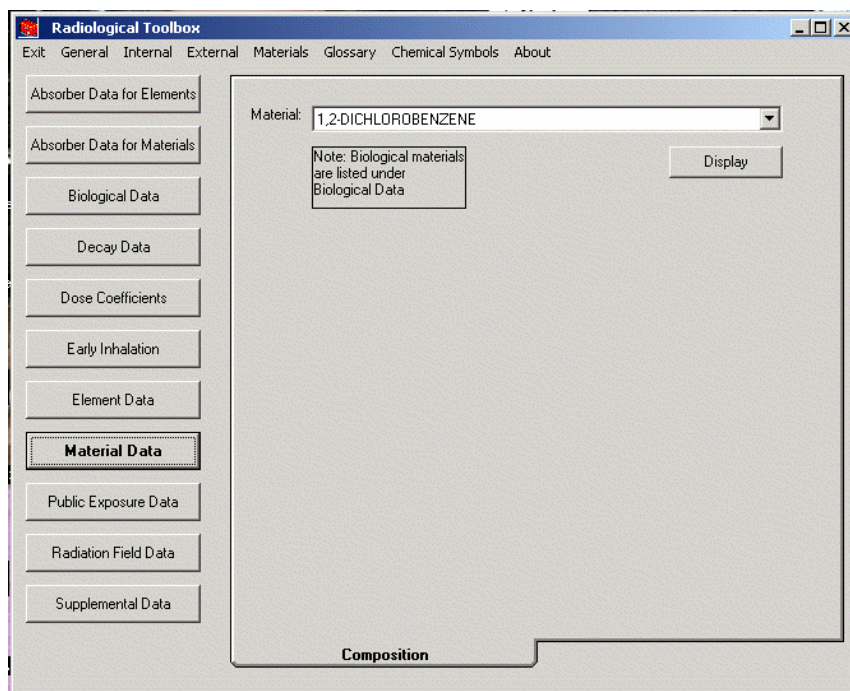 Radiological Toolbox
Exit General Internal External Materials Glossary Chemical Symbols About
Absorber Data for Elements
Absorber Data for Materials
Biological Data
Decay Data
Dose Coefficients
Early Inhalation
Element Data
Material Data
Public Exposure Data
Radiation Field Data
Supplemental Data
Material: 1,2-DICHLOROBENZENE
Note: Biological materials
are listed under
Biological Data
Display
Composition